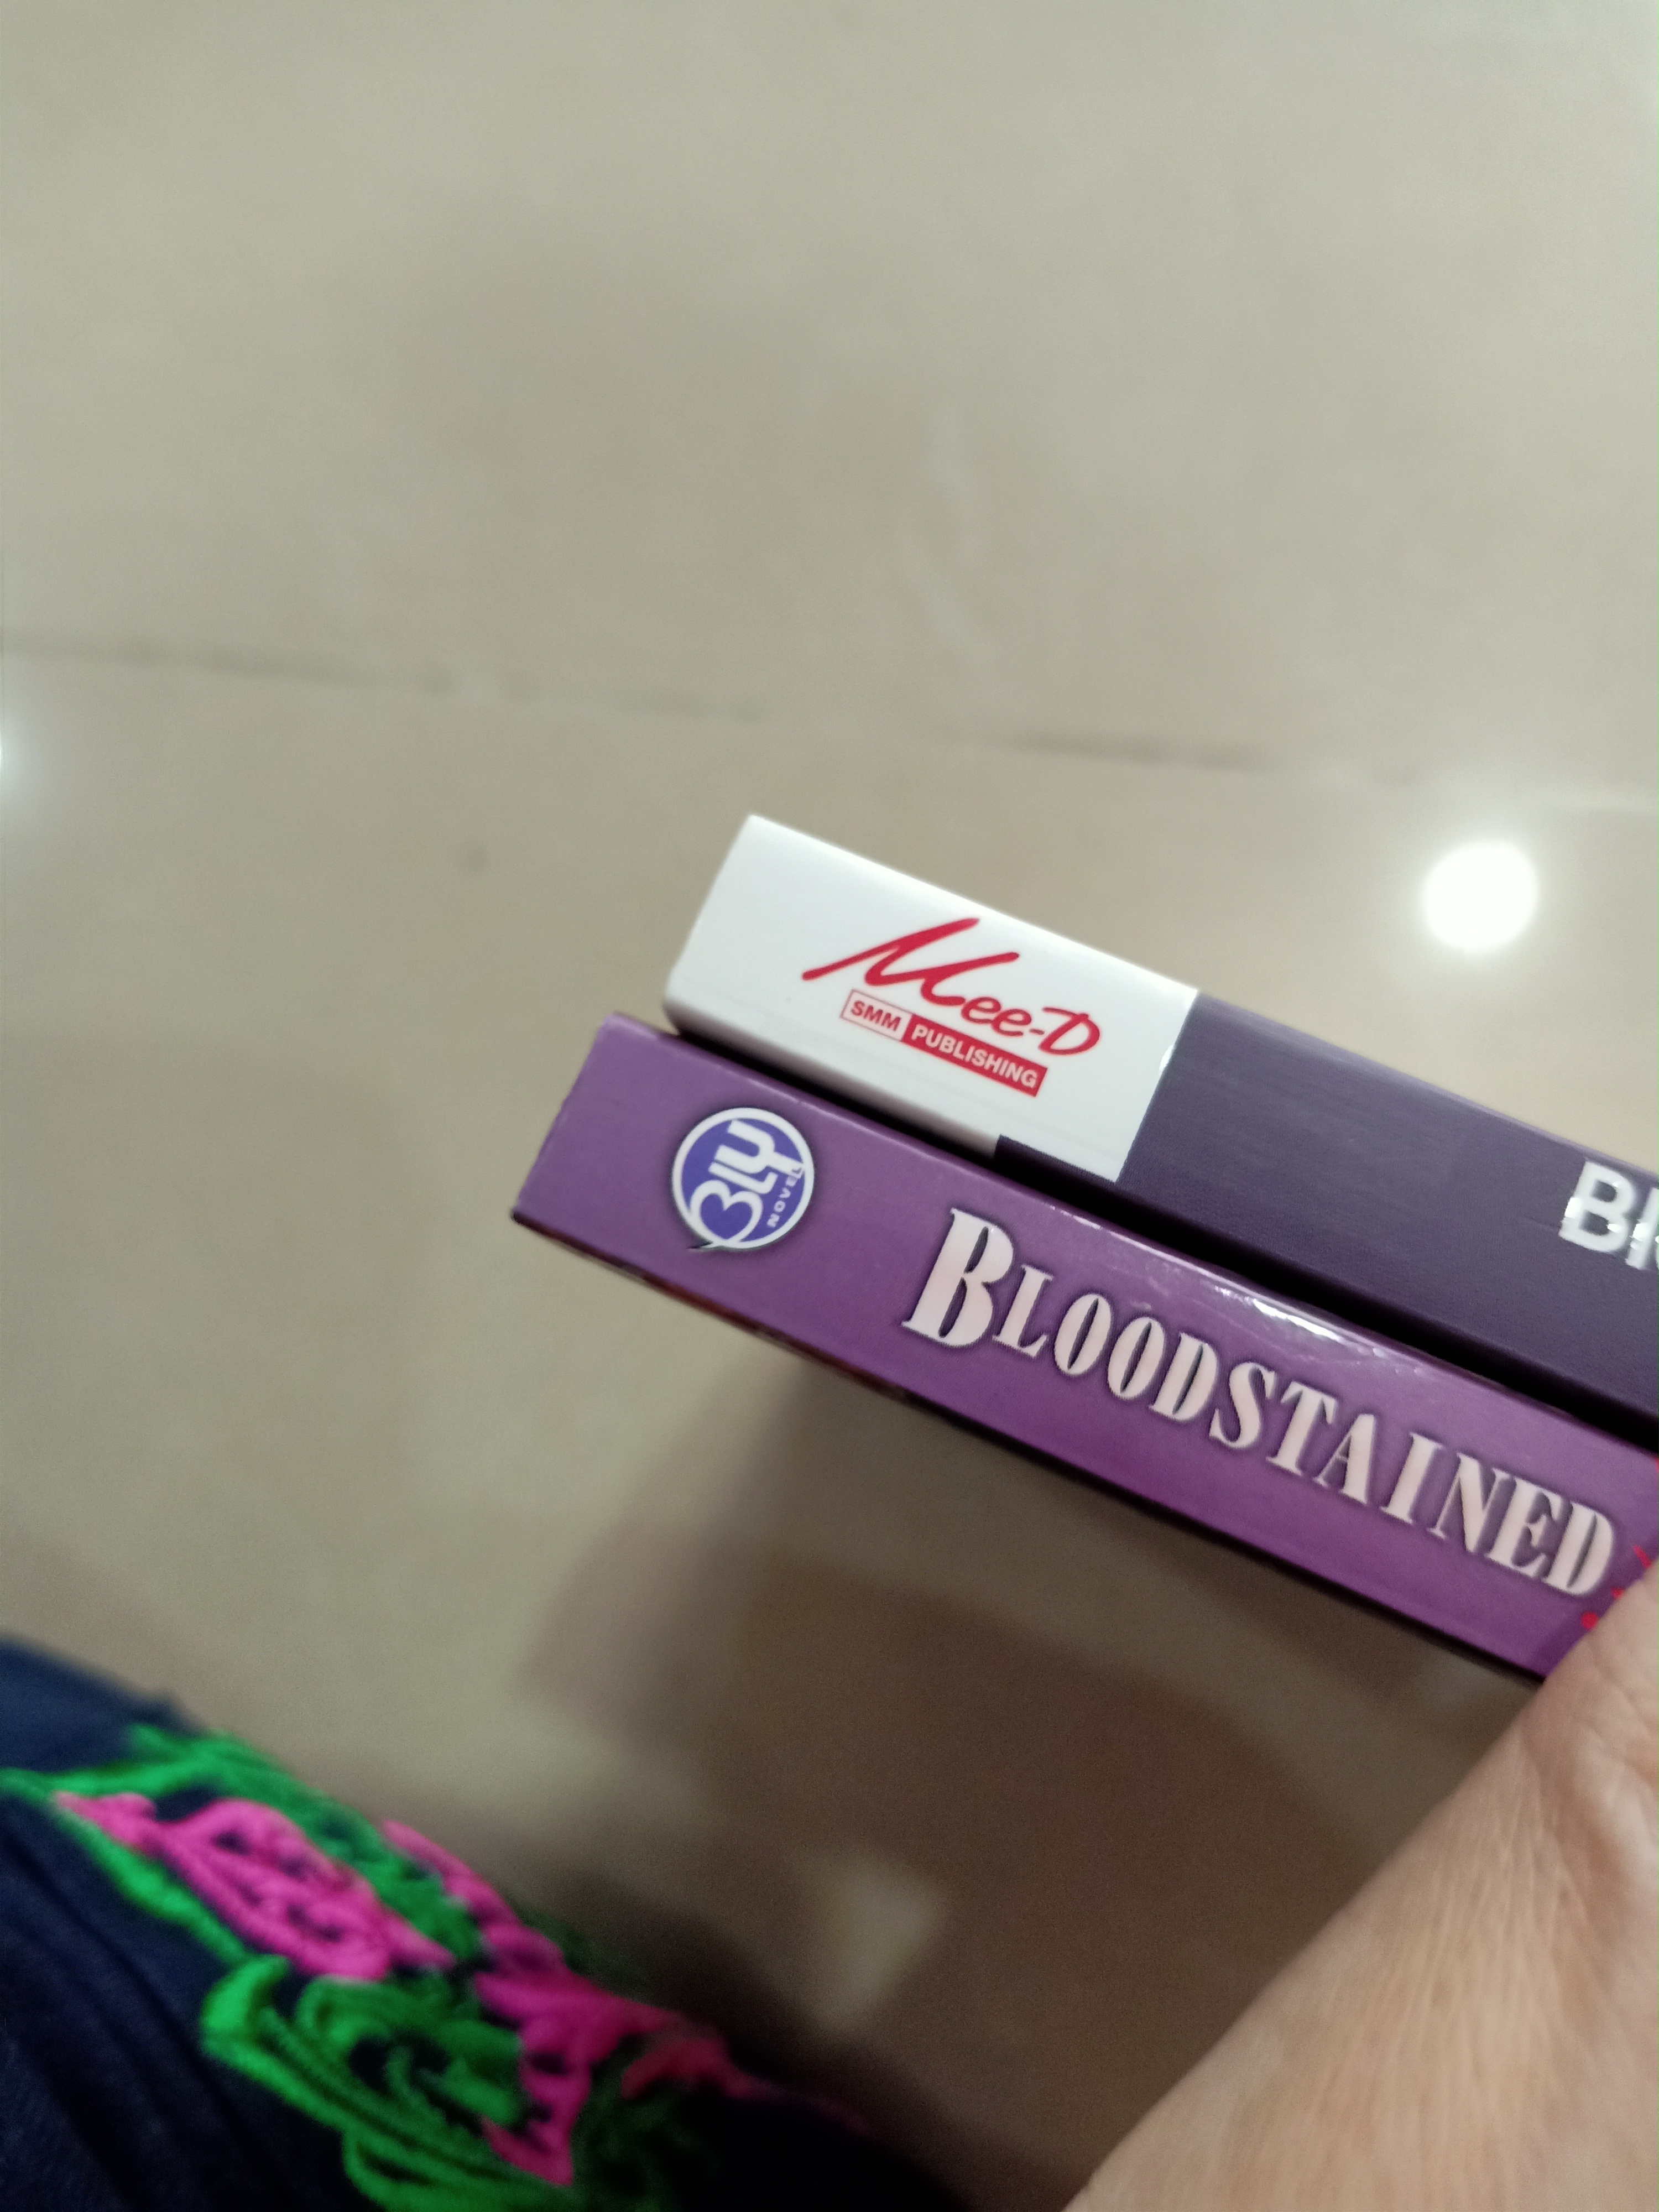 Mee-D
SMM PUBLISHING
BLY
NOVEL
BLOODSTAINED